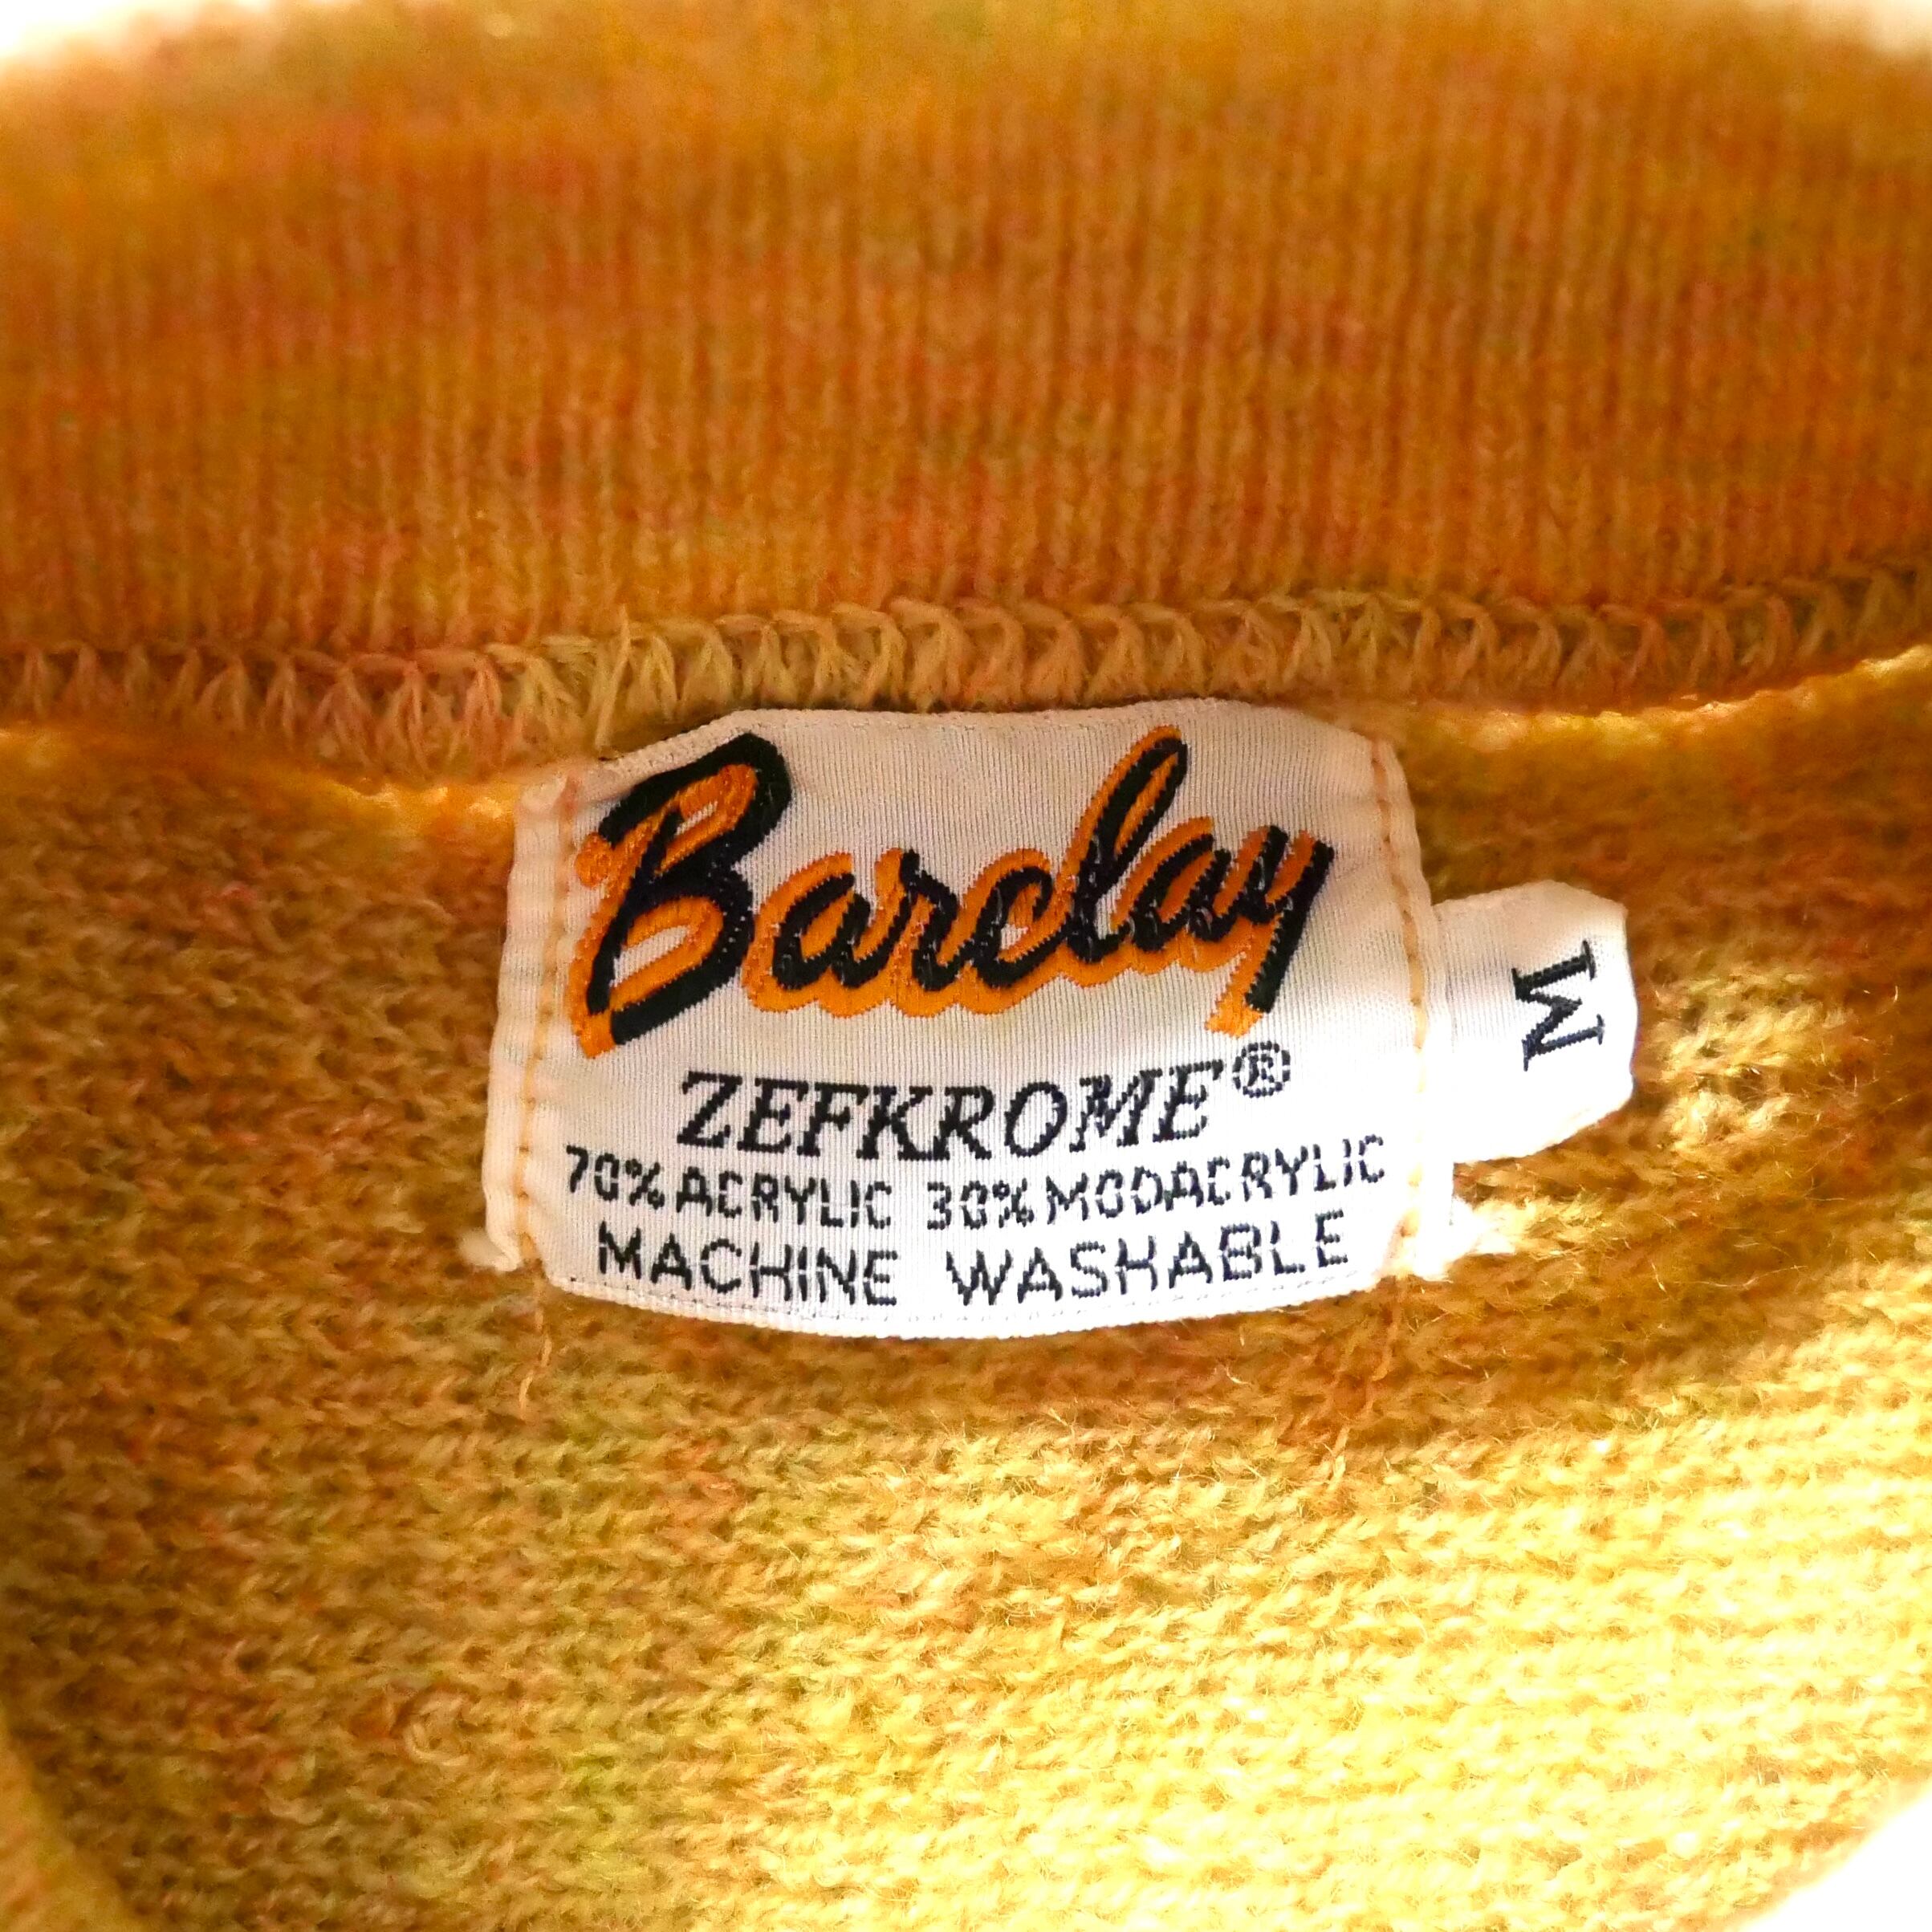 Barclay
ZEFKROME®
70% ACRYLIC 30% MODACRYLIC
MACHINE WASHABLE
M